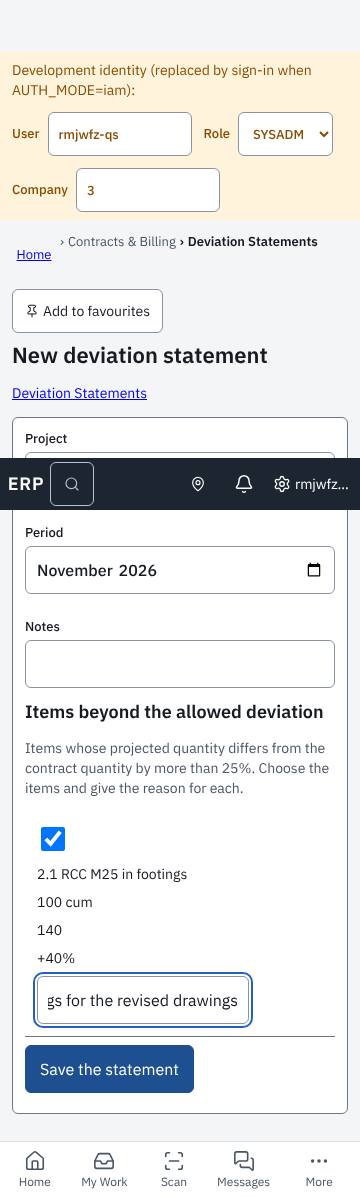 Development identity (replaced by sign-in when
AUTH_MODE=iam):
User rmjwfz-qs Role SYSADM
Company 3
Home › Contracts & Billing › Deviation Statements
Add to favourites
New deviation statement
Deviation Statements
Project
ERP rmjwfz...
Period
November 2026
Notes
Items beyond the allowed deviation
Items whose projected quantity differs from the
contract quantity by more than 25%. Choose the
items and give the reason for each.
2.1 RCC M25 in footings
100 cum
140
+40%
gs for the revised drawings
Save the statement
Home My Work Scan Messages More